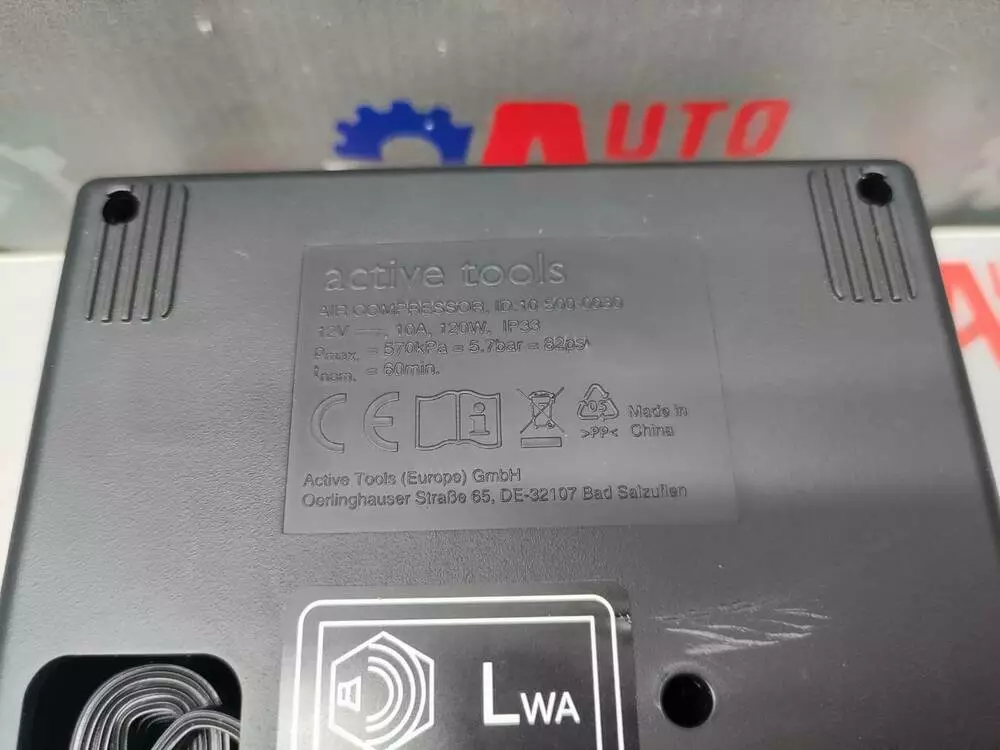 AUTO
active tools
AIR COMPRESSOR, ID:10 500-0030
12V ⎓, 10A, 120W, IP33
pmax. = 570kPa = 5.7bar = 82psi
tnom. = 60min.
CE
05
>PP<
Made in
China
Active Tools (Europe) GmbH
Oerlinghauser Straße 65, DE-32107 Bad Salzuflen
LWA